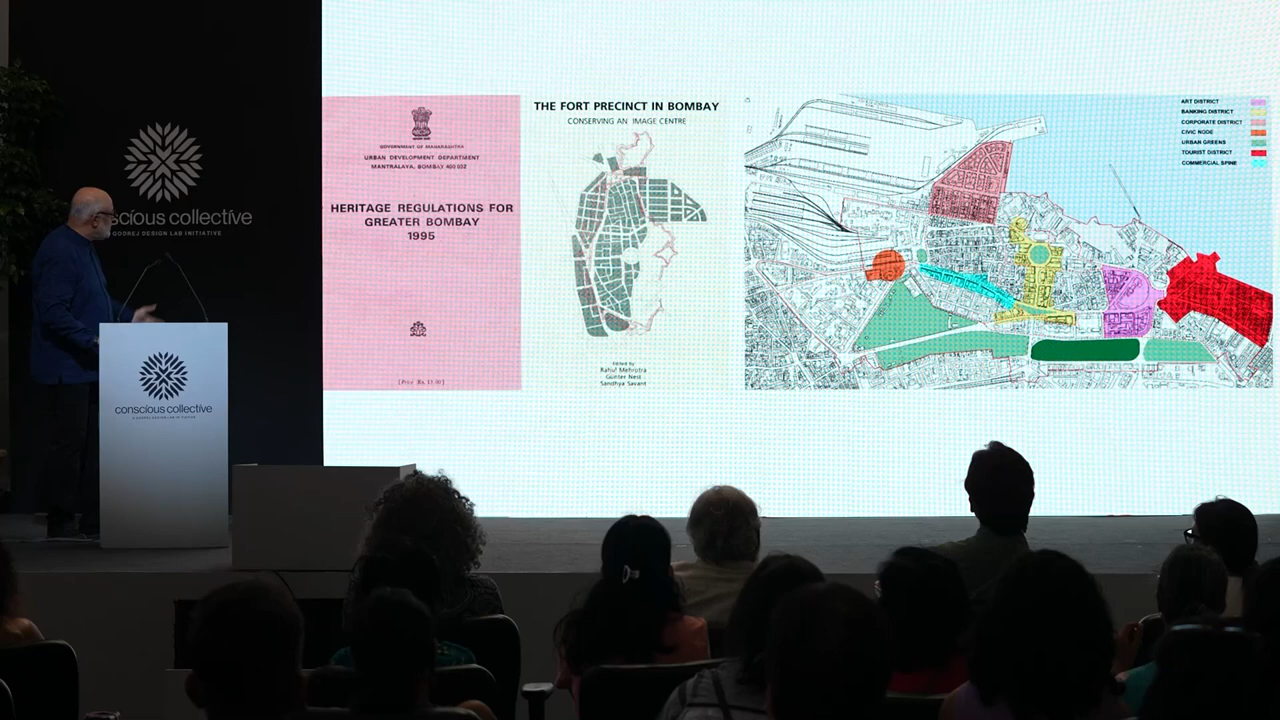 scious collective
GODREJ DESIGN LAB INITIATIVE
conscious collective
GOVERNMENT OF MAHARASHTRA
URBAN DEVELOPMENT DEPARTMENT
MANTRALAYA, BOMBAY 400 032
HERITAGE REGULATIONS FOR
GREATER BOMBAY
1995
THE FORT PRECINCT IN BOMBAY
CONSERVING AN IMAGE CENTRE
Edited by
Rahul Mehrotra
Günter Nest
Sandhya Savant
ART DISTRICT
BANKING DISTRICT
CORPORATE DISTRICT
CIVIC NODE
URBAN GREENS
TOURIST DISTRICT
COMMERCIAL SPINE